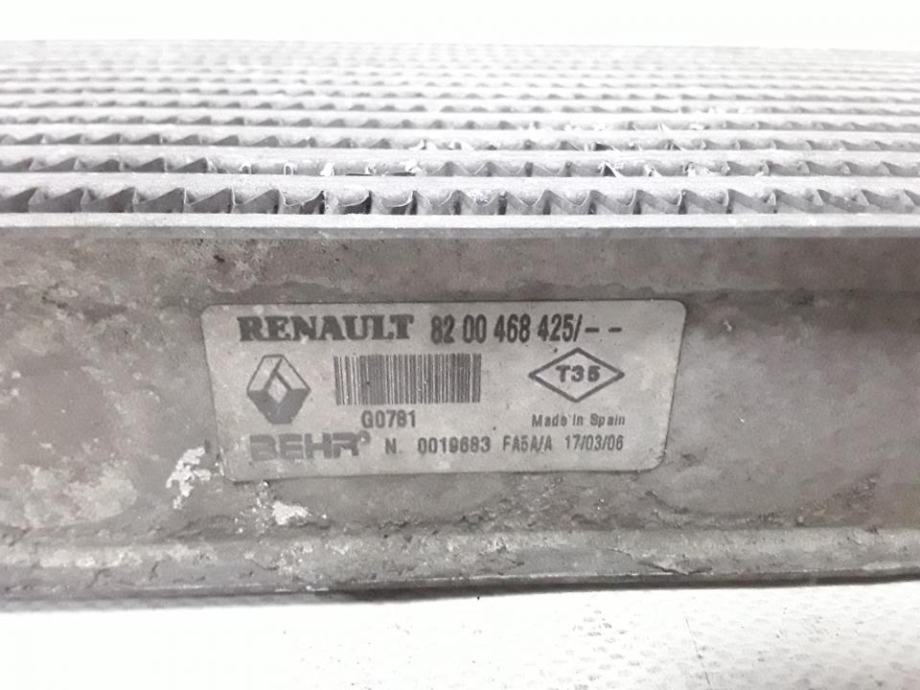 RENAULT 82 00 468 425/--
T35
G0781
Made in Spain
BEHR® N. 0019683 FA5A/A 17/03/06